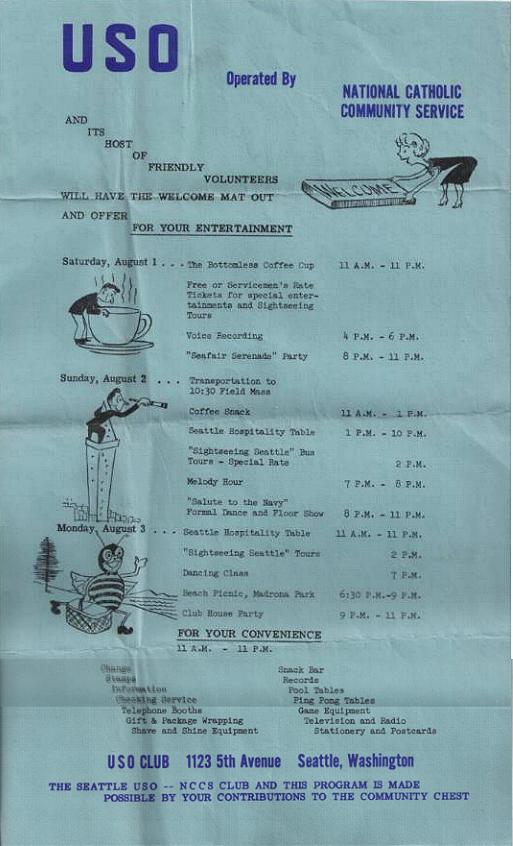 USO
Operated By
NATIONAL CATHOLIC
COMMUNITY SERVICE
AND
ITS
HOST
OF
FRIENDLY
VOLUNTEERS
WILL HAVE THE WELCOME MAT OUT
WELCOME
AND OFFER
FOR YOUR ENTERTAINMENT
Saturday, August 1 . . . The Bottomless Coffee Cup 11 A.M. - 11 P.M.
Free or Servicemen's Rate
Tickets for special enter-
tainments and Sightseeing
Tours
Voice Recording 4 P.M. - 6 P.M.
"Seafair Serenade" Party 8 P.M. - 11 P.M.
Sunday, August 2 . . . Transportation to
10:30 Field Mass
Coffee Snack 11 A.M. - 1 P.M.
Seattle Hospitality Table 1 P.M. - 10 P.M.
"Sightseeing Seattle" Bus
Tours - Special Rate 2 P.M.
Melody Hour 7 P.M. - 8 P.M.
"Salute to the Navy"
Formal Dance and Floor Show 8 P.M. - 11 P.M.
Monday, August 3 . . . Seattle Hospitality Table 11 A.M. - 11 P.M.
"Sightseeing Seattle" Tours 2 P.M.
Dancing Class 7 P.M.
Beach Picnic, Madrona Park 6:30 P.M.-9 P.M.
Club House Party 9 P.M. - 11 P.M.
FOR YOUR CONVENIENCE
11 A.M. - 11 P.M.
Change
Stamps
Information
Checking Service
Telephone Booths
Gift & Package Wrapping
Shave and Shine Equipment
Snack Bar
Records
Pool Tables
Ping Pong Tables
Game Equipment
Television and Radio
Stationery and Postcards
USO CLUB 1123 5th Avenue Seattle, Washington
THE SEATTLE USO -- NCCS CLUB AND THIS PROGRAM IS MADE
POSSIBLE BY YOUR CONTRIBUTIONS TO THE COMMUNITY CHEST